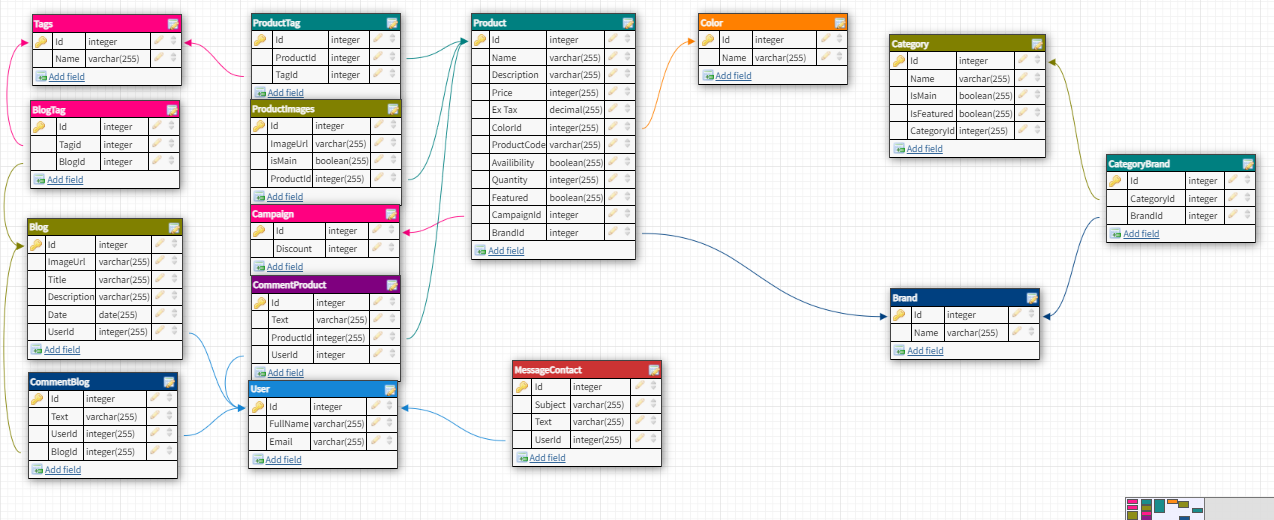 Tags
Id integer
Name varchar(255)
Add field
BlogTag
Id integer
Tagid integer
BlogId integer
Add field
Blog
Id integer
ImageUrl varchar(255)
Title varchar(255)
Description varchar(255)
Date date(255)
UserId integer(255)
Add field
CommentBlog
Id integer
Text varchar(255)
UserId integer(255)
BlogId integer(255)
Add field
ProductTag
Id integer
ProductId integer
TagId integer
Add field
ProductImages
Id integer
ImageUrl varchar(255)
isMain boolean(255)
ProductId integer(255)
Add field
Campaign
Id integer
Discount integer
Add field
CommentProduct
Id integer
Text varchar(255)
ProductId integer(255)
UserId integer
Add field
User
Id integer
FullName varchar(255)
Email varchar(255)
Add field
Product
Id integer
Name varchar(255)
Description varchar(255)
Price integer(255)
Ex Tax decimal(255)
ColorId integer(255)
ProductCode varchar(255)
Availibility boolean(255)
Quantity integer(255)
Featured boolean(255)
CampaignId integer
BrandId integer
Add field
MessageContact
Id integer
Subject varchar(255)
Text varchar(255)
UserId integer(255)
Add field
Color
Id integer
Name varchar(255)
Add field
Category
Id integer
Name varchar(255)
IsMain boolean(255)
IsFeatured boolean(255)
CategoryId integer(255)
Add field
Brand
Id integer
Name varchar(255)
Add field
CategoryBrand
Id integer
CategoryId integer
BrandId integer
Add field